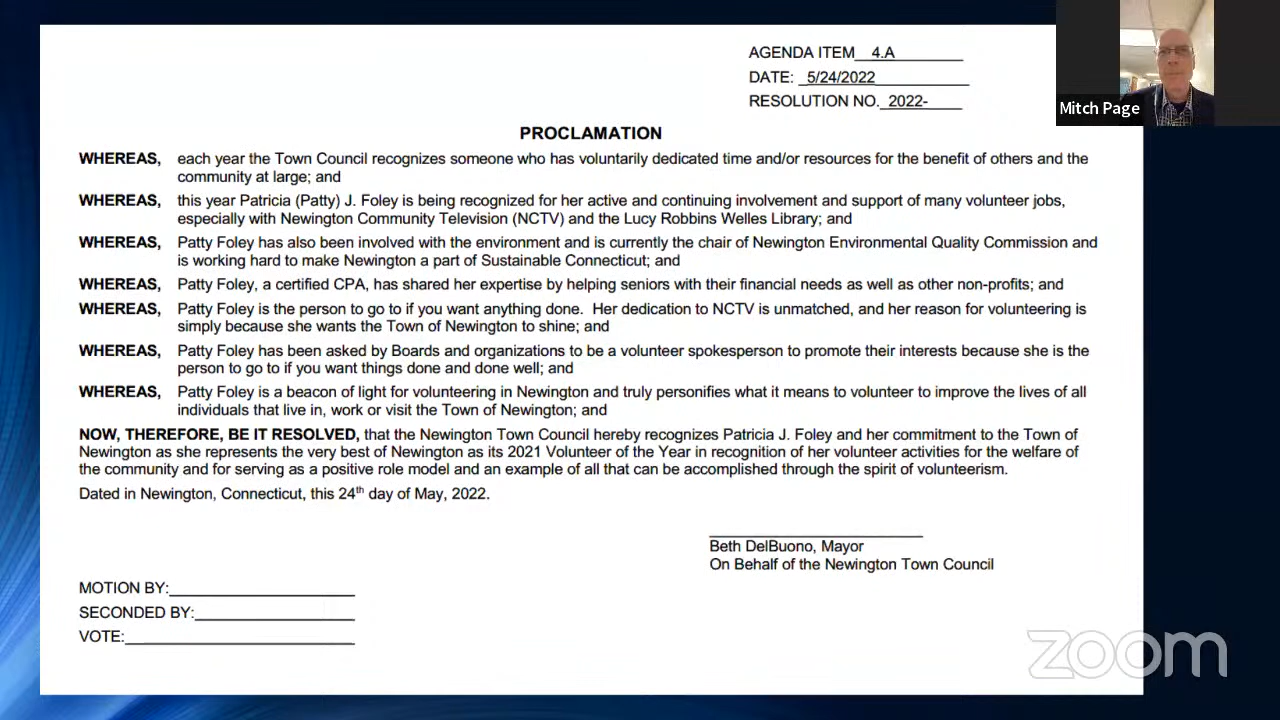 AGENDA ITEM__4.A________
DATE: _5/24/2022___________
RESOLUTION NO._2022-____
Mitch Page
PROCLAMATION
WHEREAS, each year the Town Council recognizes someone who has voluntarily dedicated time and/or resources for the benefit of others and the
community at large; and
WHEREAS, this year Patricia (Patty) J. Foley is being recognized for her active and continuing involvement and support of many volunteer jobs,
especially with Newington Community Television (NCTV) and the Lucy Robbins Welles Library; and
WHEREAS, Patty Foley has also been involved with the environment and is currently the chair of Newington Environmental Quality Commission and
is working hard to make Newington a part of Sustainable Connecticut; and
WHEREAS, Patty Foley, a certified CPA, has shared her expertise by helping seniors with their financial needs as well as other non-profits; and
WHEREAS, Patty Foley is the person to go to if you want anything done. Her dedication to NCTV is unmatched, and her reason for volunteering is
simply because she wants the Town of Newington to shine; and
WHEREAS, Patty Foley has been asked by Boards and organizations to be a volunteer spokesperson to promote their interests because she is the
person to go to if you want things done and done well; and
WHEREAS, Patty Foley is a beacon of light for volunteering in Newington and truly personifies what it means to volunteer to improve the lives of all
individuals that live in, work or visit the Town of Newington; and
NOW, THEREFORE, BE IT RESOLVED, that the Newington Town Council hereby recognizes Patricia J. Foley and her commitment to the Town of
Newington as she represents the very best of Newington as its 2021 Volunteer of the Year in recognition of her volunteer activities for the welfare of
the community and for serving as a positive role model and an example of all that can be accomplished through the spirit of volunteerism.
Dated in Newington, Connecticut, this 24th day of May, 2022.
Beth DelBuono, Mayor
On Behalf of the Newington Town Council
MOTION BY:______________________
SECONDED BY:___________________
VOTE:___________________________
zoom